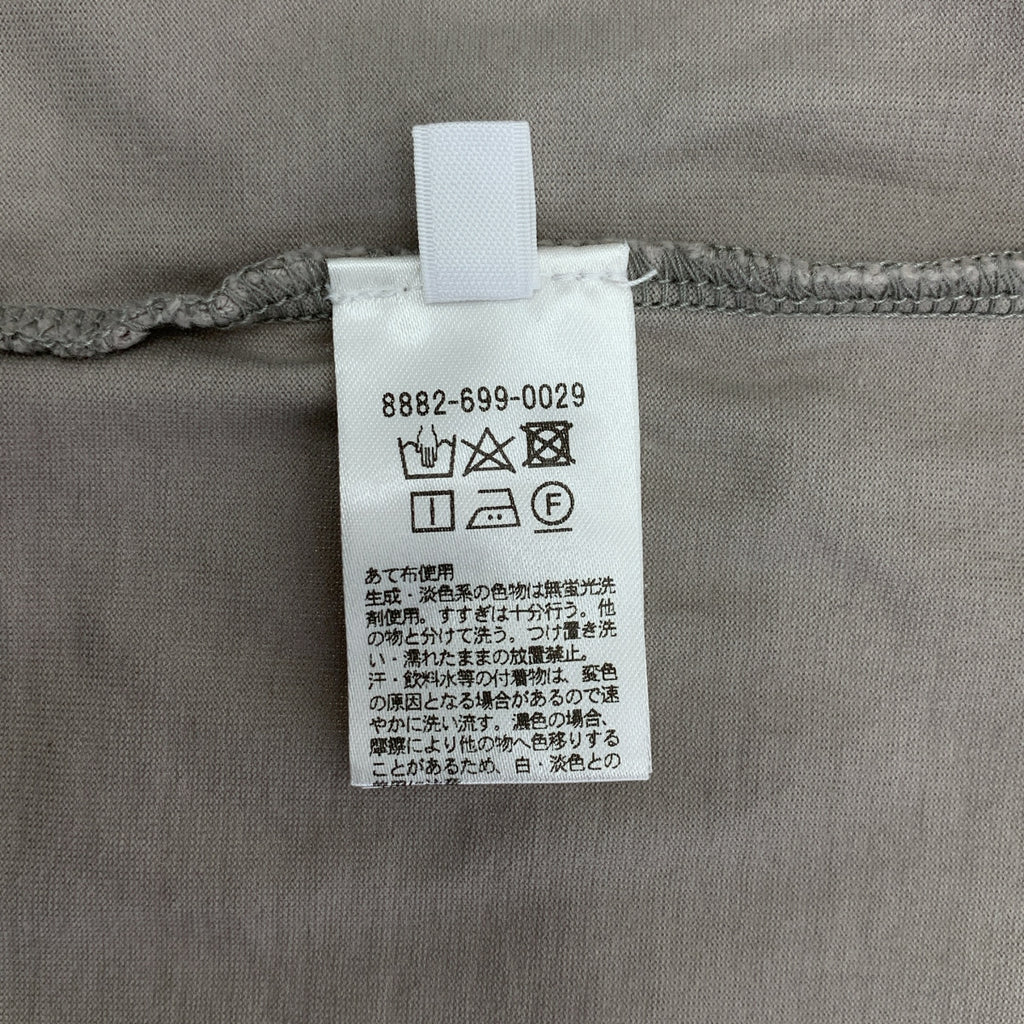 8882-699-0029
F
あて布使用
生成・淡色系の色物は無蛍光洗
剤使用。すすぎは十分行う。他
の物と分けて洗う。つけ置き洗
い・濡れたままの放置禁止。
汗・飲料水等の付着物は、変色
の原因となる場合があるので速
やかに洗い流す。濃色の場合、
摩擦により他の物へ色移りする
ことがあるため、白・淡色との